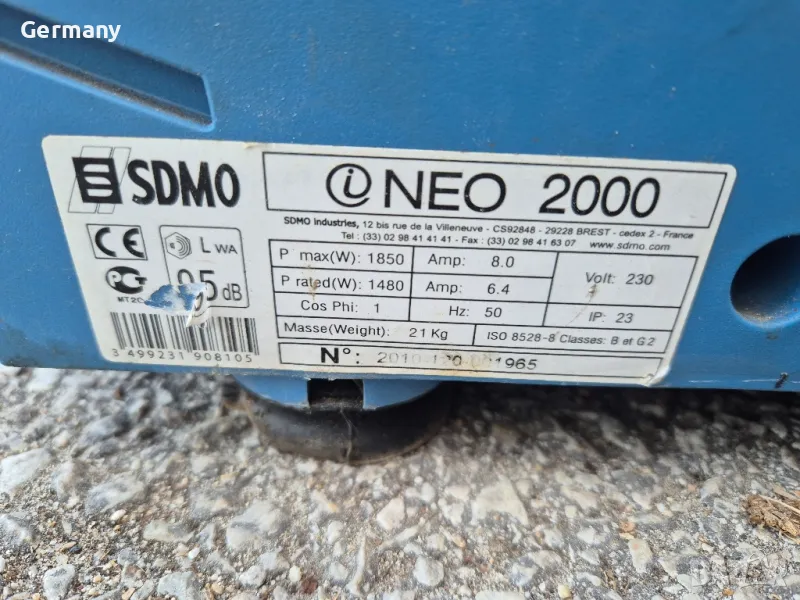 Germany
SDMO
i NEO 2000
SDMO Industries, 12 bis rue de la Villeneuve - CS92848 - 29228 BREST - cedex 2 - France
Tel : (33) 02 98 41 41 41 - Fax : (33) 02 98 41 63 07 www.sdmo.com
CE
LWA
95 dB
P max(W): 1850 Amp: 8.0 Volt: 230
P rated(W): 1480 Amp: 6.4
Cos Phi: 1 Hz: 50 IP: 23
Masse(Weight): 21 Kg ISO 8528-8 Classes: B et G2
N°:
3 499231 908105